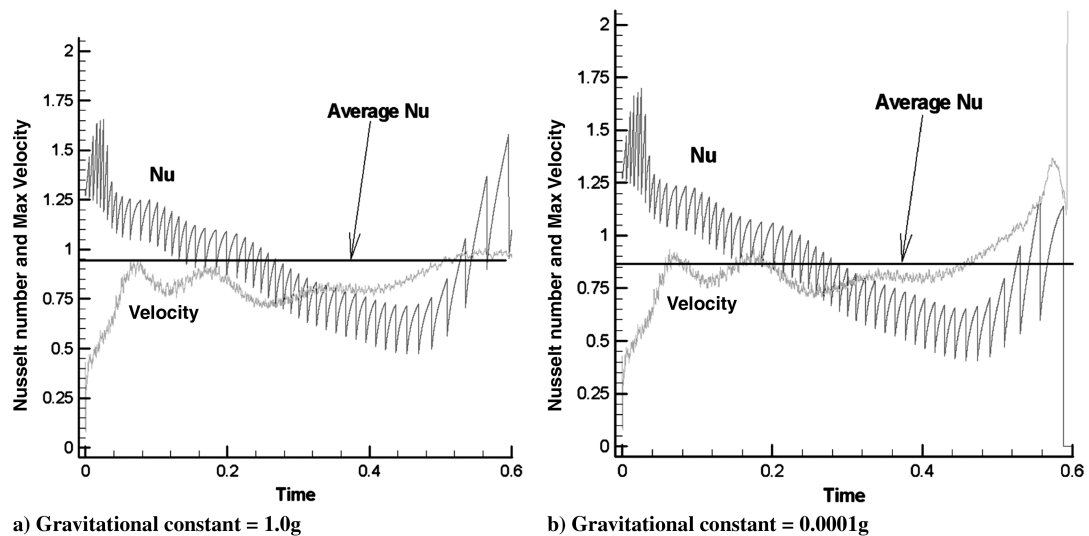 Nusselt number and Max Velocity
2
1.75
1.5
1.25
1
0.75
0.5
0.25
0
Average Nu
Nu
Velocity
0
0.2
0.4
0.6
Time
a) Gravitational constant = 1.0g
Nusselt number and Max Velocity
2
1.75
1.5
1.25
1
0.75
0.5
0.25
0
Average Nu
Nu
Velocity
0
0.2
0.4
0.6
Time
b) Gravitational constant = 0.0001g